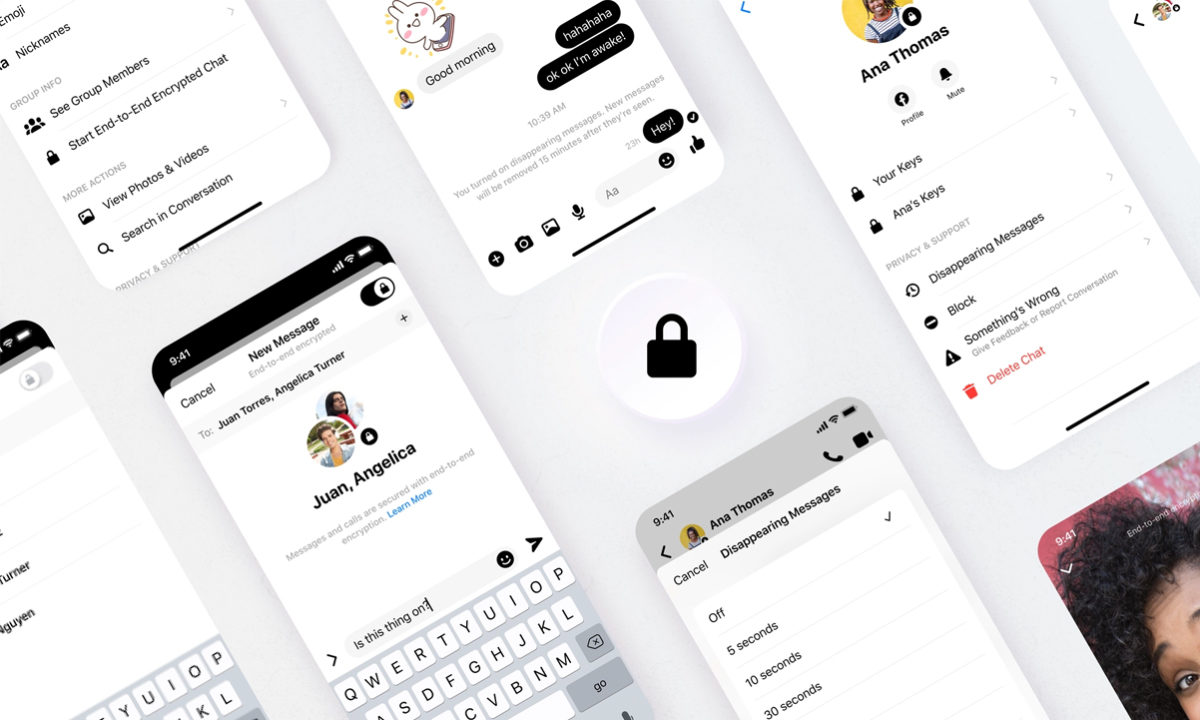 Emoji
Nicknames
GROUP INFO
See Group Members
Start End-to-End Encrypted Chat
MORE ACTIONS
View Photos & Videos
Search in Conversation
PRIVACY & SUPPORT
hahahaha
ok ok I'm awake!
Good morning
10:39 AM
You turned on disappearing messages. New messages
will be removed 15 minutes after they're seen.
23h
Hey!
Aa
Ana Thomas
Profile
Mute
Your Keys
Ana's Keys
PRIVACY & SUPPORT
Disappearing Messages
Block
Something's Wrong
Give Feedback or Report Conversation
Delete Chat
Turner
Nguyen
Y U I O P
K L
9:41
Cancel
New Message
End-to-end encrypted
To: Juan Torres, Angelica Turner
Juan, Angelica
Messages and calls are secured with end-to-end
encryption. Learn More
Is this thing on?
Q W E R T Y U I O P
A S D F G H J K L
C V B N M
go
9:41
Ana Thomas
Cancel
Disappearing Messages
Off
5 seconds
10 seconds
30 seconds
9:41